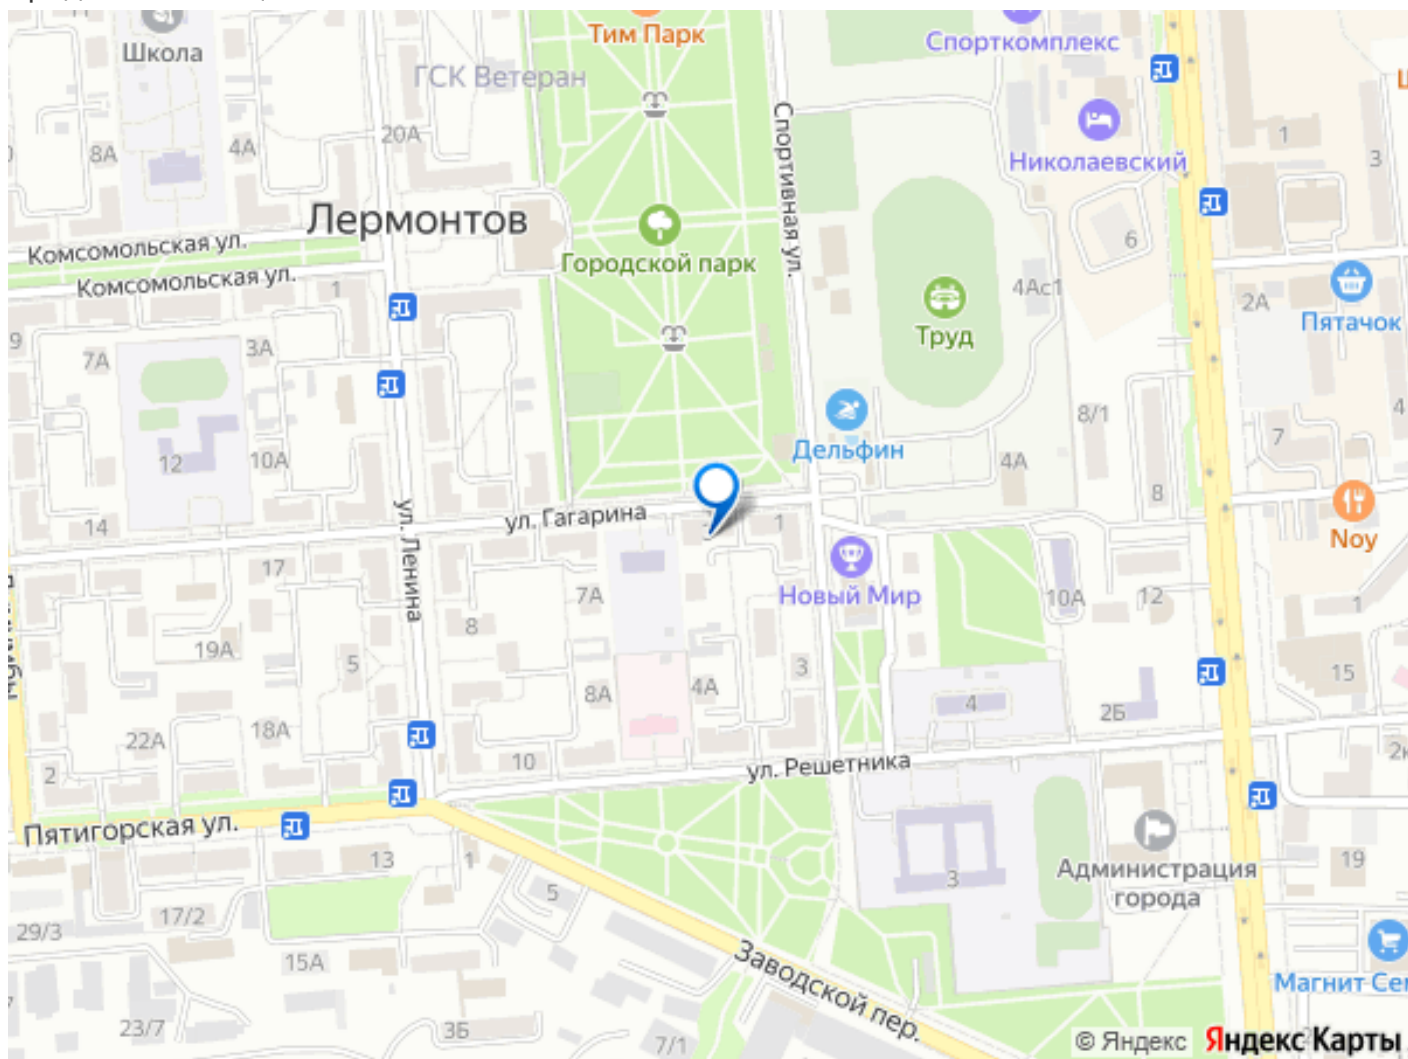 Тим Парк
Спорткомплекс
Школа
ГСК Ветеран
20А
4А
8А
Спортивная ул.
Николаевский
1
3
Лермонтов
Комсомольская ул.
Городской парк
6
Комсомольская ул.
1
4Ас1
2А
Пятачок
Труд
9
7А
3А
8/1
4
7
Дельфин
12
10А
4А
8
14
ул. Гагарина
1
ул. Ленина
Noy
17
7А
Новый Мир
10А
12
1
8
19А
5
3
15
8А
4А
4
2Б
18А
22А
10
2
ул. Решетника
Пятигорская ул.
13
1
Администрация
города
19
5
3
17/2
29/3
15А
Заводской пер.
Магнит Сем
23/7
3Б
7/1
© Яндекс Яндекс Карты